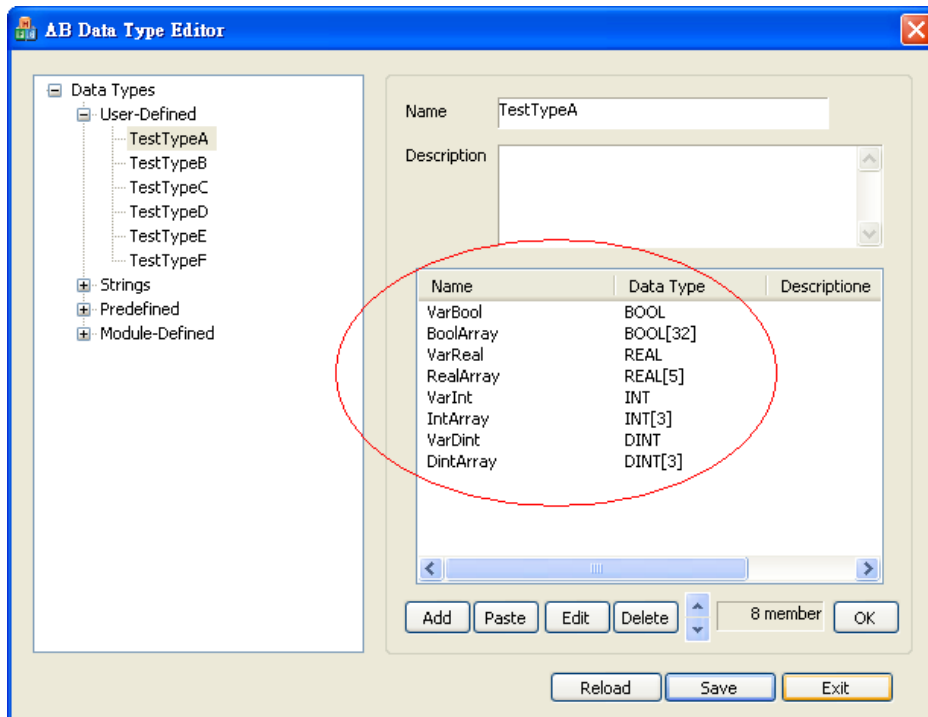 AB Data Type Editor
Data Types
User-Defined
TestTypeA
TestTypeB
TestTypeC
TestTypeD
TestTypeE
TestTypeF
Strings
Predefined
Module-Defined
Name TestTypeA
Description
Name Data Type Descriptione
VarBool BOOL
BoolArray BOOL[32]
VarReal REAL
RealArray REAL[5]
VarInt INT
IntArray INT[3]
VarDint DINT
DintArray DINT[3]
Add Paste Edit Delete 8 member OK
Reload Save Exit